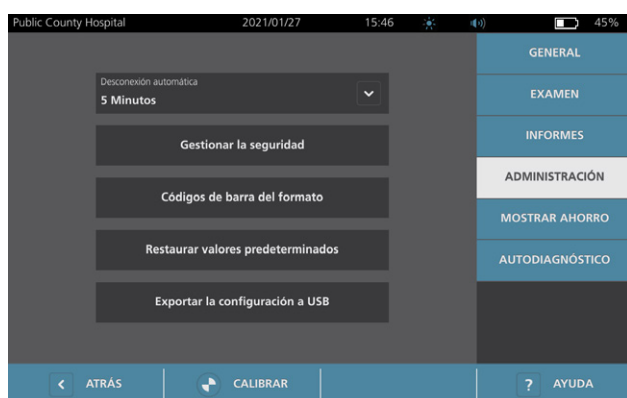 Public County Hospital 2021/01/27 15:46 45%
GENERAL
Desconexión automática
5 Minutos
EXAMEN
Gestionar la seguridad
INFORMES
ADMINISTRACIÓN
Códigos de barra del formato
MOSTRAR AHORRO
Restaurar valores predeterminados
AUTODIAGNÓSTICO
Exportar la configuración a USB
ATRÁS CALIBRAR ? AYUDA